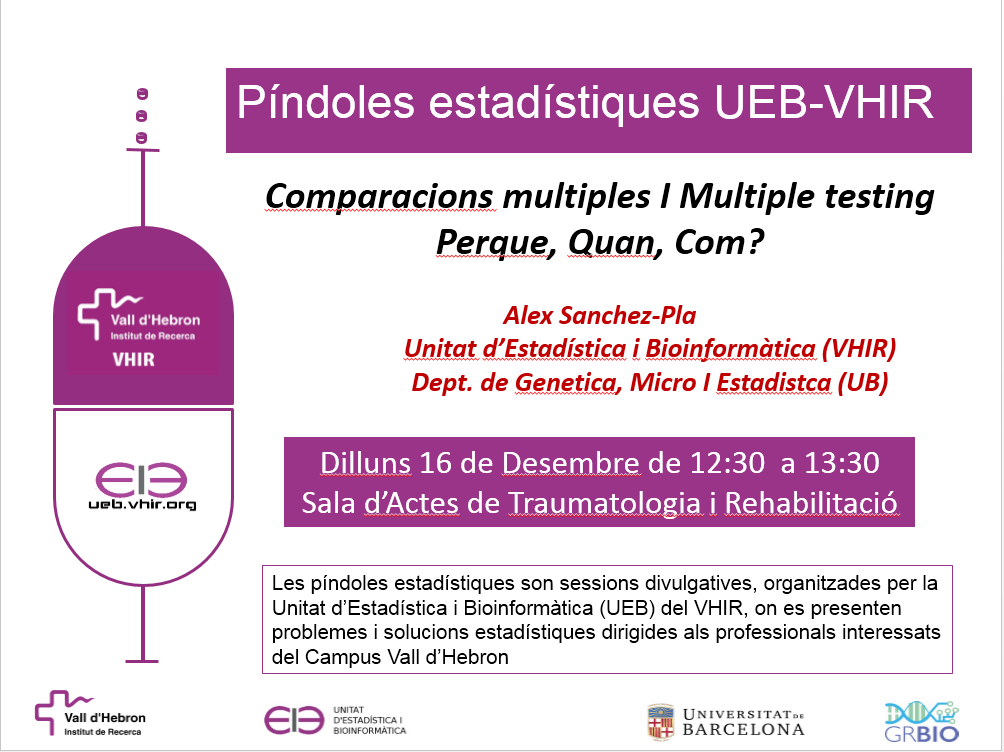 Píndoles estadístiques UEB-VHIR
Comparacions multiples I Multiple testing
Perque, Quan, Com?
Alex Sanchez-Pla
Unitat d'Estadística i Bioinformàtica (VHIR)
Dept. de Genetica, Micro I Estadistca (UB)
Dilluns 16 de Desembre de 12:30 a 13:30
Sala d'Actes de Traumatologia i Rehabilitació
Les píndoles estadístiques son sessions divulgatives, organitzades per la
Unitat d'Estadística i Bioinformàtica (UEB) del VHIR, on es presenten
problemes i solucions estadístiques dirigides als professionals interessats
del Campus Vall d'Hebron
Vall d'Hebron
Institut de Recerca
VHIR
ueb.vhir.org
Vall d'Hebron
Institut de Recerca
UNITAT
D'ESTADÍSTICA I
BIOINFORMÀTICA
UNIVERSITAT DE
BARCELONA
GRBIO